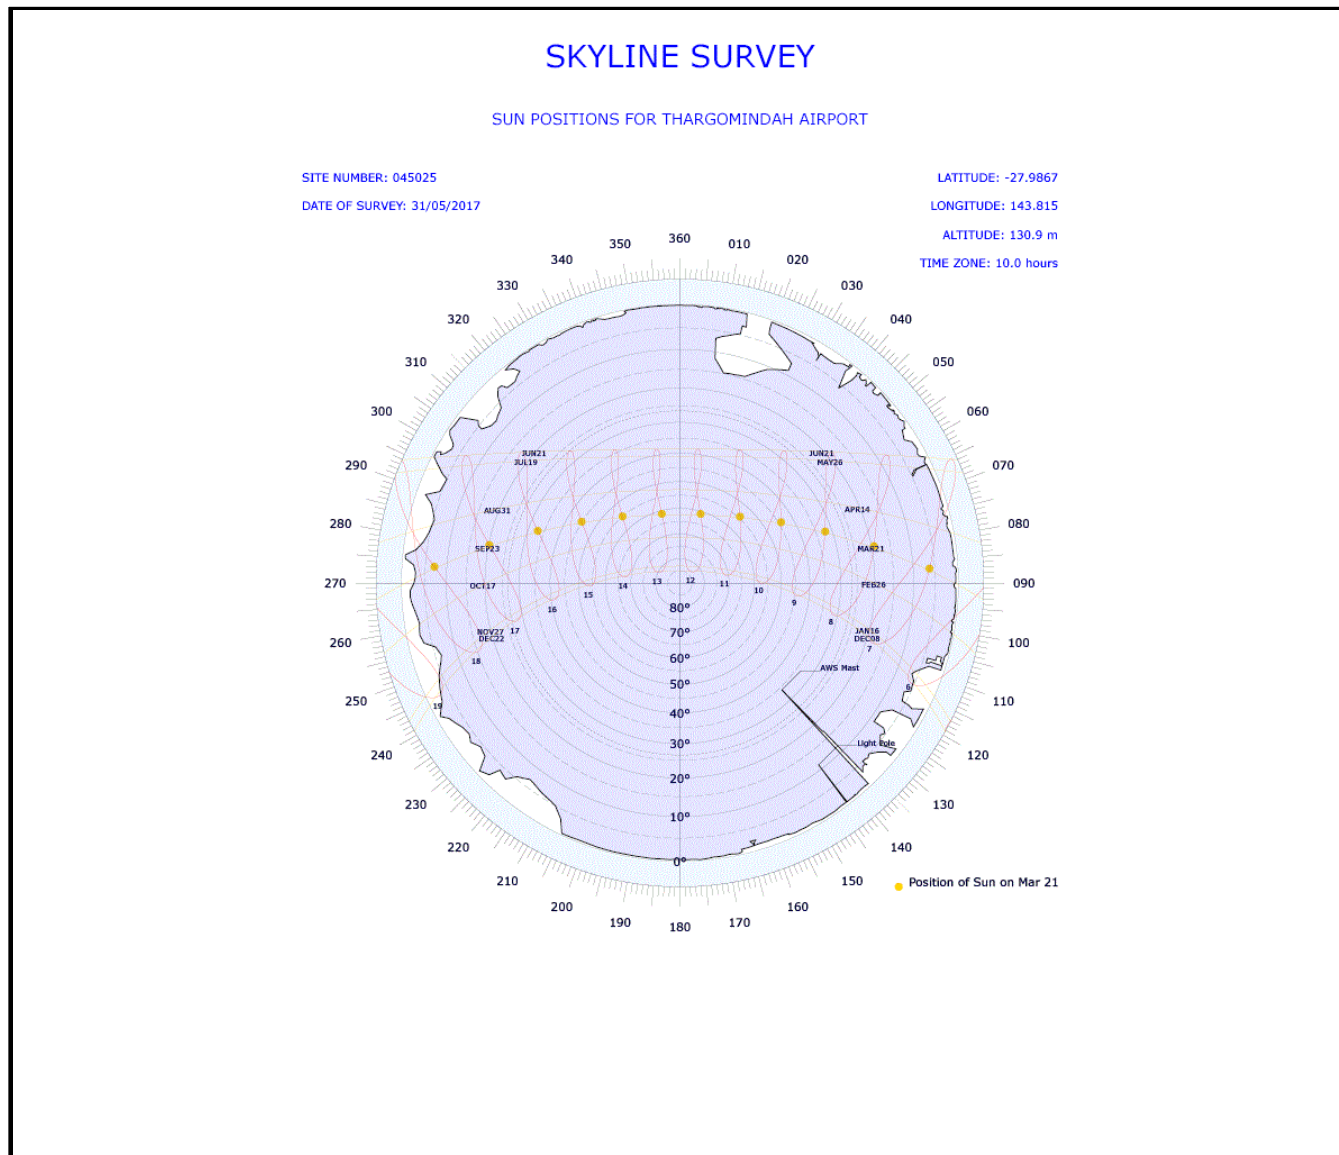 SKYLINE SURVEY
SUN POSITIONS FOR THARGOMINDAH AIRPORT
SITE NUMBER: 045025
LATITUDE: -27.9867
DATE OF SURVEY: 31/05/2017
LONGITUDE: 143.815
ALTITUDE: 130.9 m
TIME ZONE: 10.0 hours
360
350
010
340
020
330
030
320
040
310
050
300
060
290
070
280
080
270
090
260
100
250
110
240
120
230
130
220
140
210
150
200
160
190
170
180
JUN21
JUL19
AUG31
SEP23
OCT17
NOV27
DEC22
JUN21
MAY26
APR14
MAR21
FEB26
JAN16
DEC08
19
18
17
16
15
14
13
12
11
10
9
8
7
6
80°
70°
60°
50°
40°
30°
20°
10°
0°
AWS Mast
Light Pole
Position of Sun on Mar 21